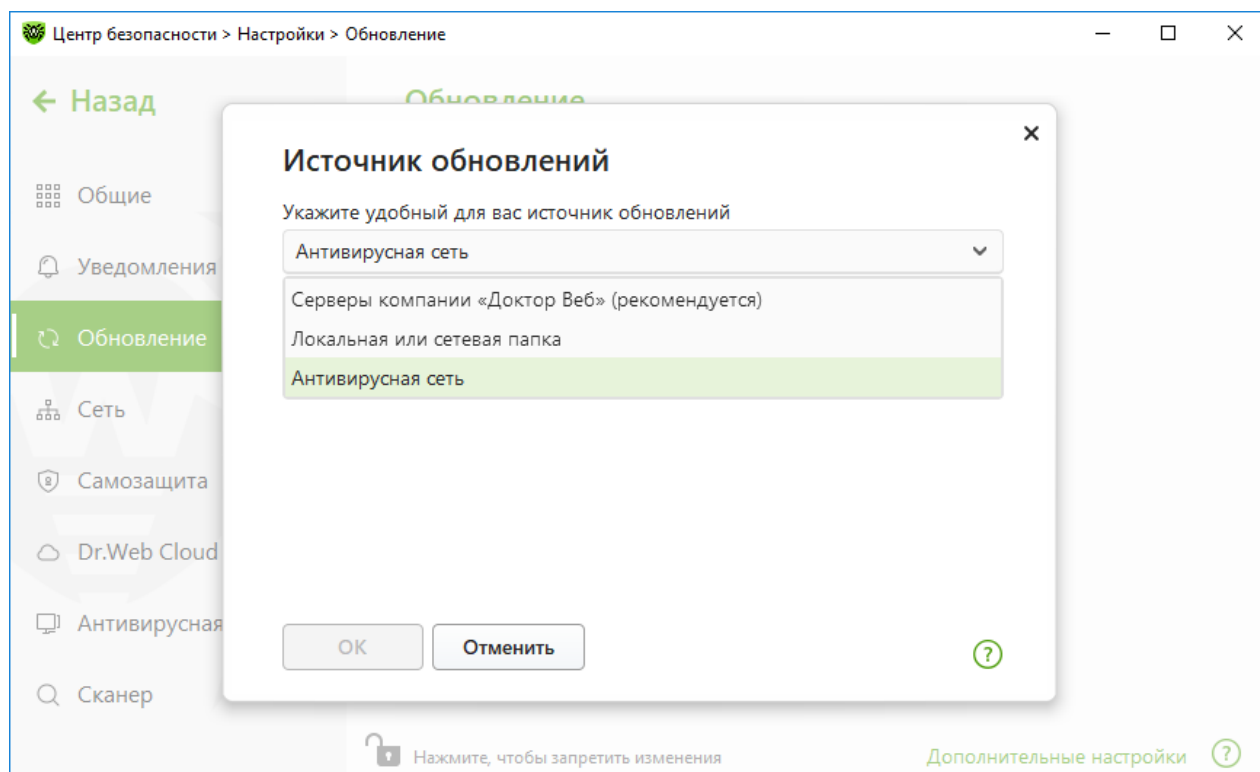 Центр безопасности > Настройки > Обновление
Назад
Обновление
Общие
Уведомления
Обновление
Сеть
Самозащита
Dr.Web Cloud
Антивирусная
Сканер
Источник обновлений
Укажите удобный для вас источник обновлений
Антивирусная сеть
Серверы компании «Доктор Веб» (рекомендуется)
Локальная или сетевая папка
Антивирусная сеть
ОК
Отменить
?
Нажмите, чтобы запретить изменения
Дополнительные настройки
?